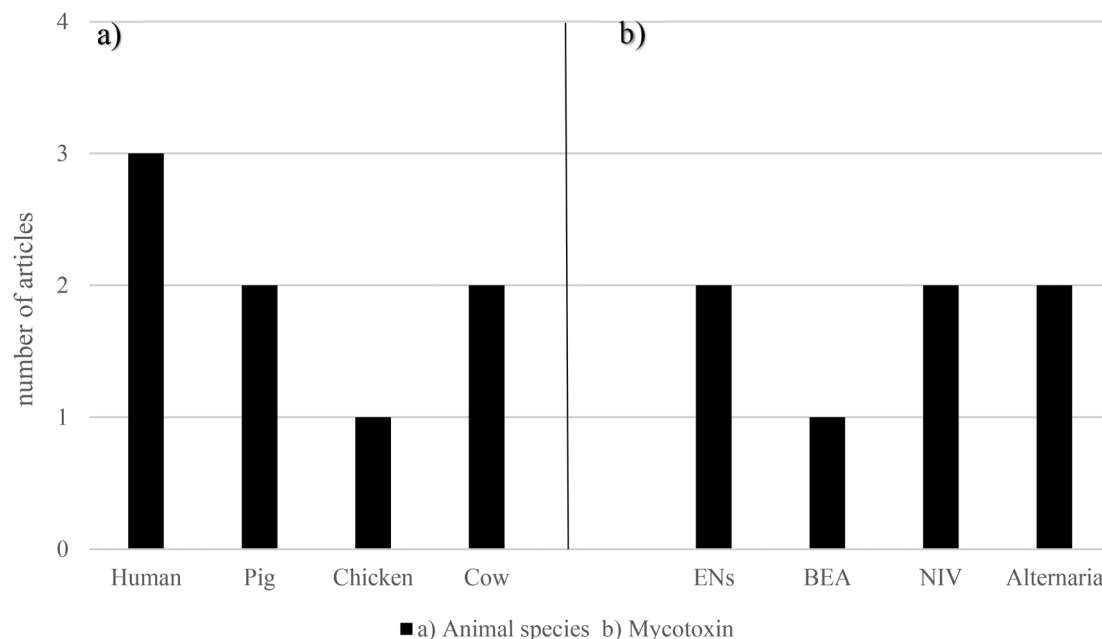 a)
b)
number of articles
4
3
2
1
0
Human Pig Chicken Cow ENs BEA NIV Alternaria
a) Animal species b) Mycotoxin